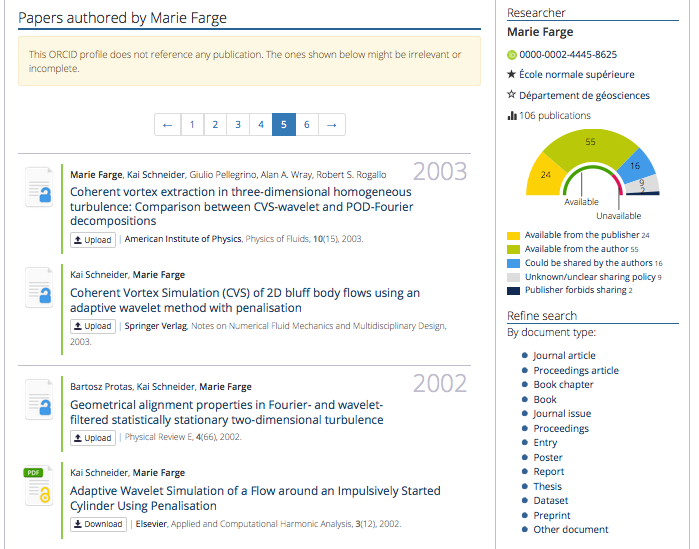 Papers authored by Marie Farge
This ORCID profile does not reference any publication. The ones shown below might be irrelevant or
incomplete.
← 1 2 3 4 5 6 →
2003
Marie Farge, Kai Schneider, Giulio Pellegrino, Alan A. Wray, Robert S. Rogallo
Coherent vortex extraction in three-dimensional homogeneous
turbulence: Comparison between CVS-wavelet and POD-Fourier
decompositions
Upload | American Institute of Physics, Physics of Fluids, 10(15), 2003.
Kai Schneider, Marie Farge
Coherent Vortex Simulation (CVS) of 2D bluff body flows using an
adaptive wavelet method with penalisation
Upload | Springer Verlag, Notes on Numerical Fluid Mechanics and Multidisciplinary Design,
2003.
2002
Bartosz Protas, Kai Schneider, Marie Farge
Geometrical alignment properties in Fourier- and wavelet-
filtered statistically stationary two-dimensional turbulence
Upload | Physical Review E, 4(66), 2002.
PDF
Kai Schneider, Marie Farge
Adaptive Wavelet Simulation of a Flow around an Impulsively Started
Cylinder Using Penalisation
Download | Elsevier, Applied and Computational Harmonic Analysis, 3(12), 2002.
Researcher
Marie Farge
iD 0000-0002-4445-8625
École normale supérieure
Département de géosciences
106 publications
55
24
16
9
2
Available
Unavailable
Available from the publisher 24
Available from the author 55
Could be shared by the authors 16
Unknown/unclear sharing policy 9
Publisher forbids sharing 2
Refine search
By document type:
Journal article
Proceedings article
Book chapter
Book
Journal issue
Proceedings
Entry
Poster
Report
Thesis
Dataset
Preprint
Other document